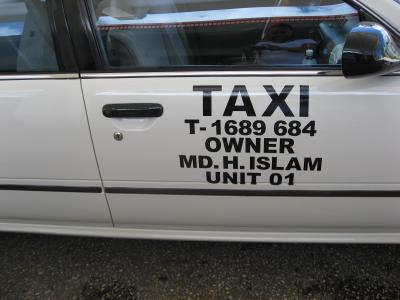 TAXI
T-1689 684
OWNER
MD. H. ISLAM
UNIT 01